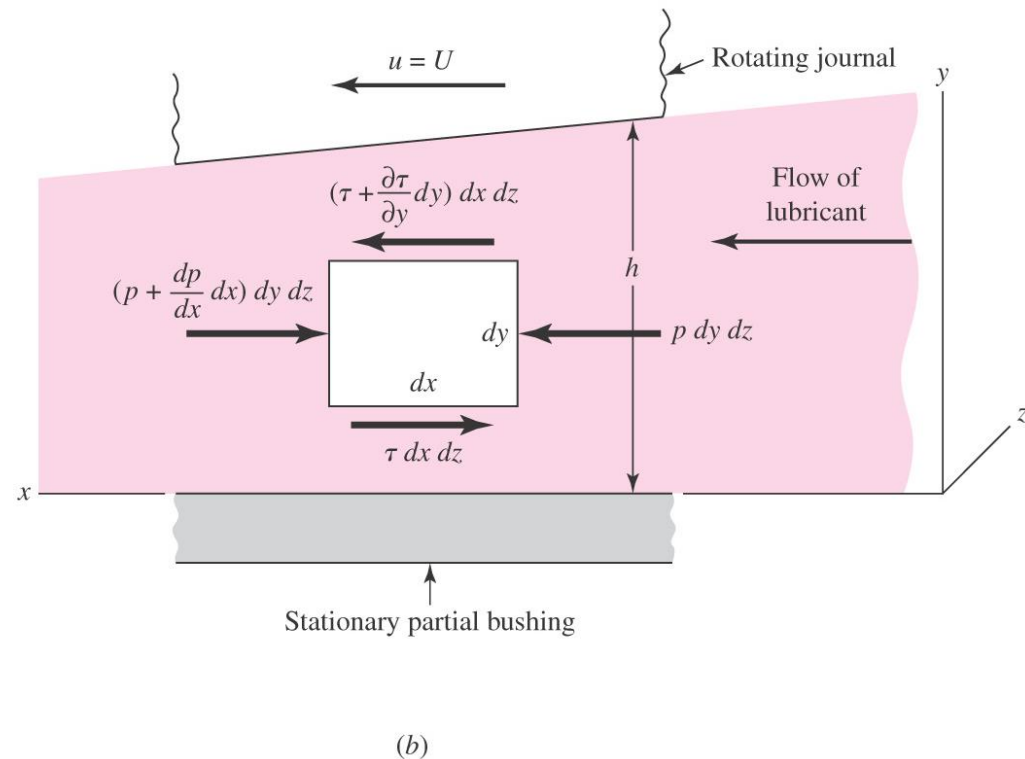 u = U
Rotating journal
y
(τ + ∂τ/∂y dy) dx dz
Flow of
lubricant
h
(p + dp/dx dx) dy dz
dy
p dy dz
dx
τ dx dz
z
x
Stationary partial bushing
(b)